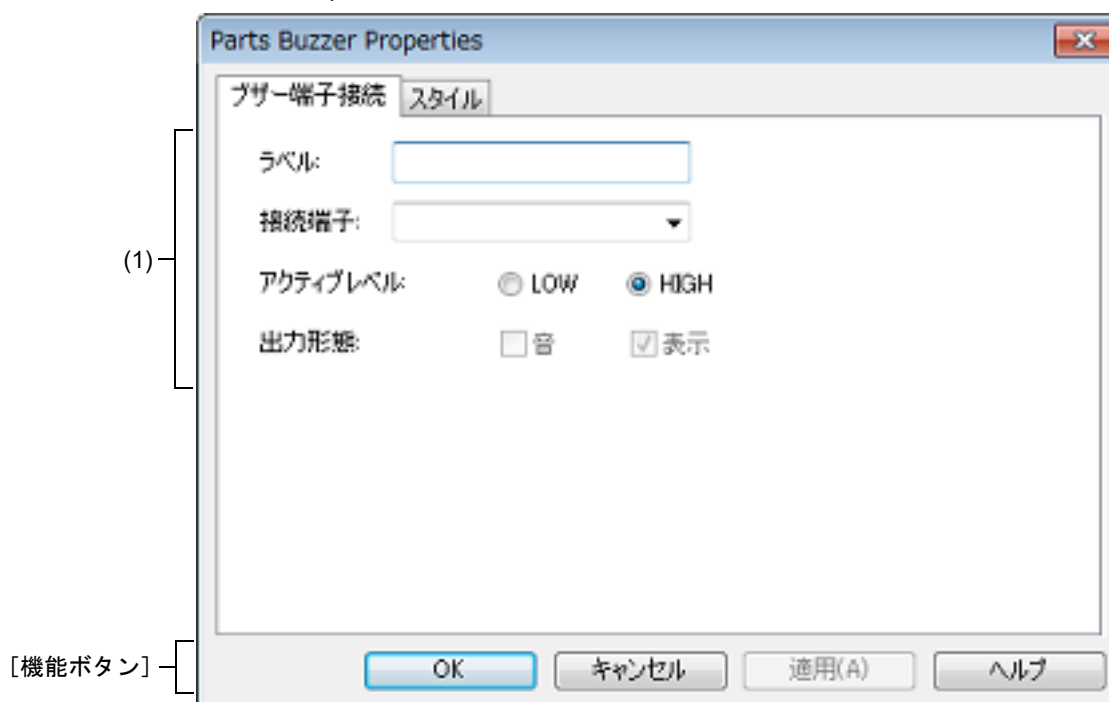 Parts Buzzer Properties
ブザー端子接続 スタイル
ラベル:
接続端子:
(1)
アクティブレベル: LOW HIGH
出力形態: 音 表示
[機能ボタン] OK キャンセル 適用(A) ヘルプ